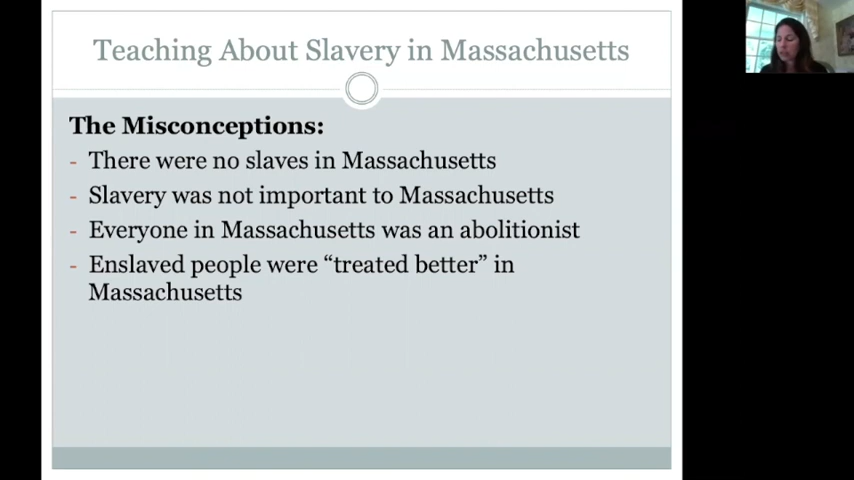 Teaching About Slavery in Massachusetts
The Misconceptions:
- There were no slaves in Massachusetts
- Slavery was not important to Massachusetts
- Everyone in Massachusetts was an abolitionist
- Enslaved people were “treated better” in
Massachusetts